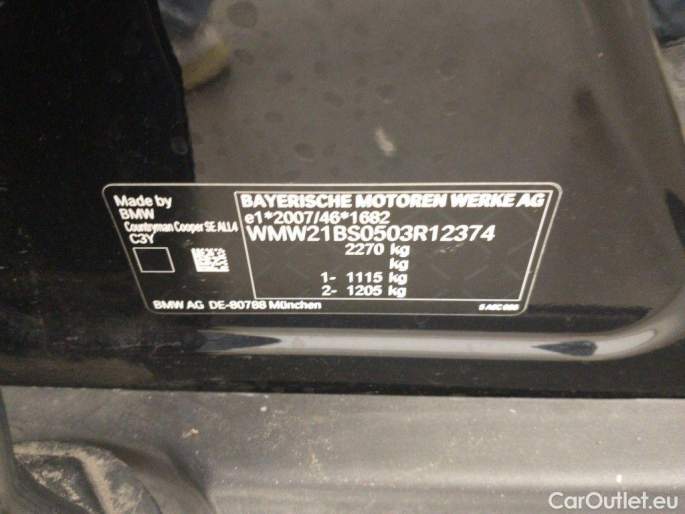 Made by
BMW
Countryman Cooper SE ALL4
C3Y
BAYERISCHE MOTOREN WERKE AG
e1*2007/46*1682
WMW21BS0503R12374
2270 kg
kg
1- 1115 kg
2- 1205 kg
BMW AG DE-80788 München
CarOutlet.eu